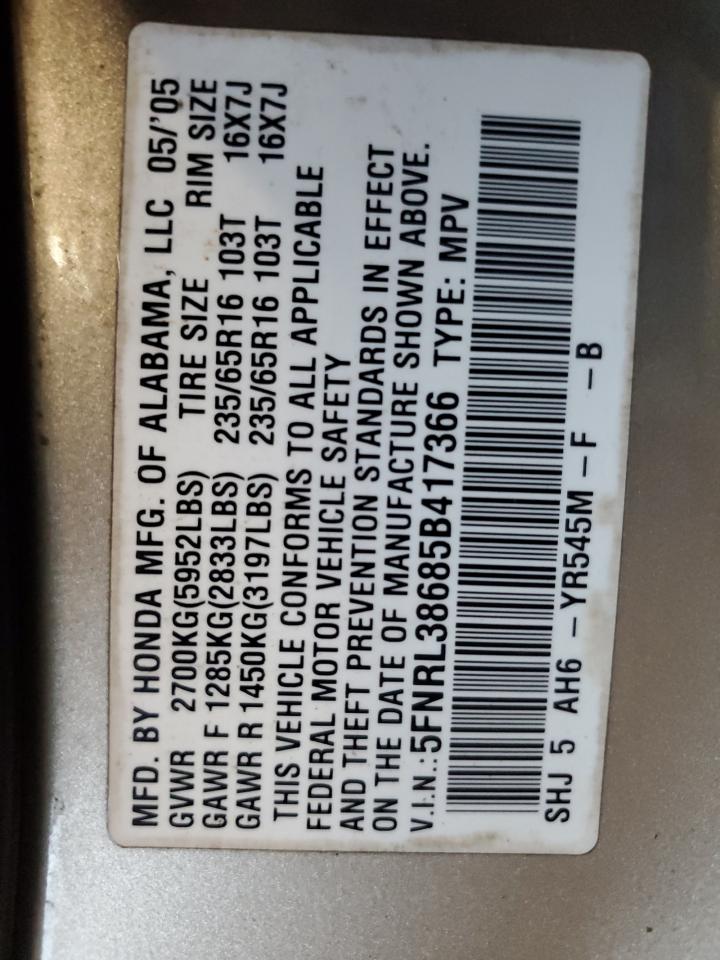 MFD. BY HONDA MFG. OF ALABAMA, LLC 05/'05
GVWR 2700KG(5952LBS) TIRE SIZE RIM SIZE
GAWR F 1285KG(2833LBS) 235/65R16 103T 16X7J
GAWR R 1450KG(3197LBS) 235/65R16 103T 16X7J
THIS VEHICLE CONFORMS TO ALL APPLICABLE
FEDERAL MOTOR VEHICLE SAFETY
AND THEFT PREVENTION STANDARDS IN EFFECT
ON THE DATE OF MANUFACTURE SHOWN ABOVE.
V.I.N.:5FNRL38685B417366 TYPE: MPV
SHJ 5 AH6 -YR545M-F -B